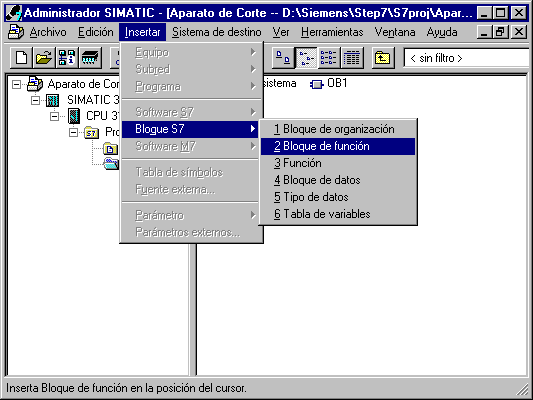 Administrador SIMATIC - [Aparato de Corte -- D:\Siemens\Step7\S7proj\Apar...
Archivo Edición Insertar Sistema de destino Ver Herramientas Ventana Ayuda
< sin filtro >
Equipo
Subred
Programa
Software S7
Bloque S7
Software M7
Tabla de símbolos
Fuente externa...
Parámetro
Parámetros externos...
Aparato de Cort
SIMATIC 3
CPU 31
S7 Pro
sistema OB1
1 Bloque de organización
2 Bloque de función
3 Función
4 Bloque de datos
5 Tipo de datos
6 Tabla de variables
Inserta Bloque de función en la posición del cursor.